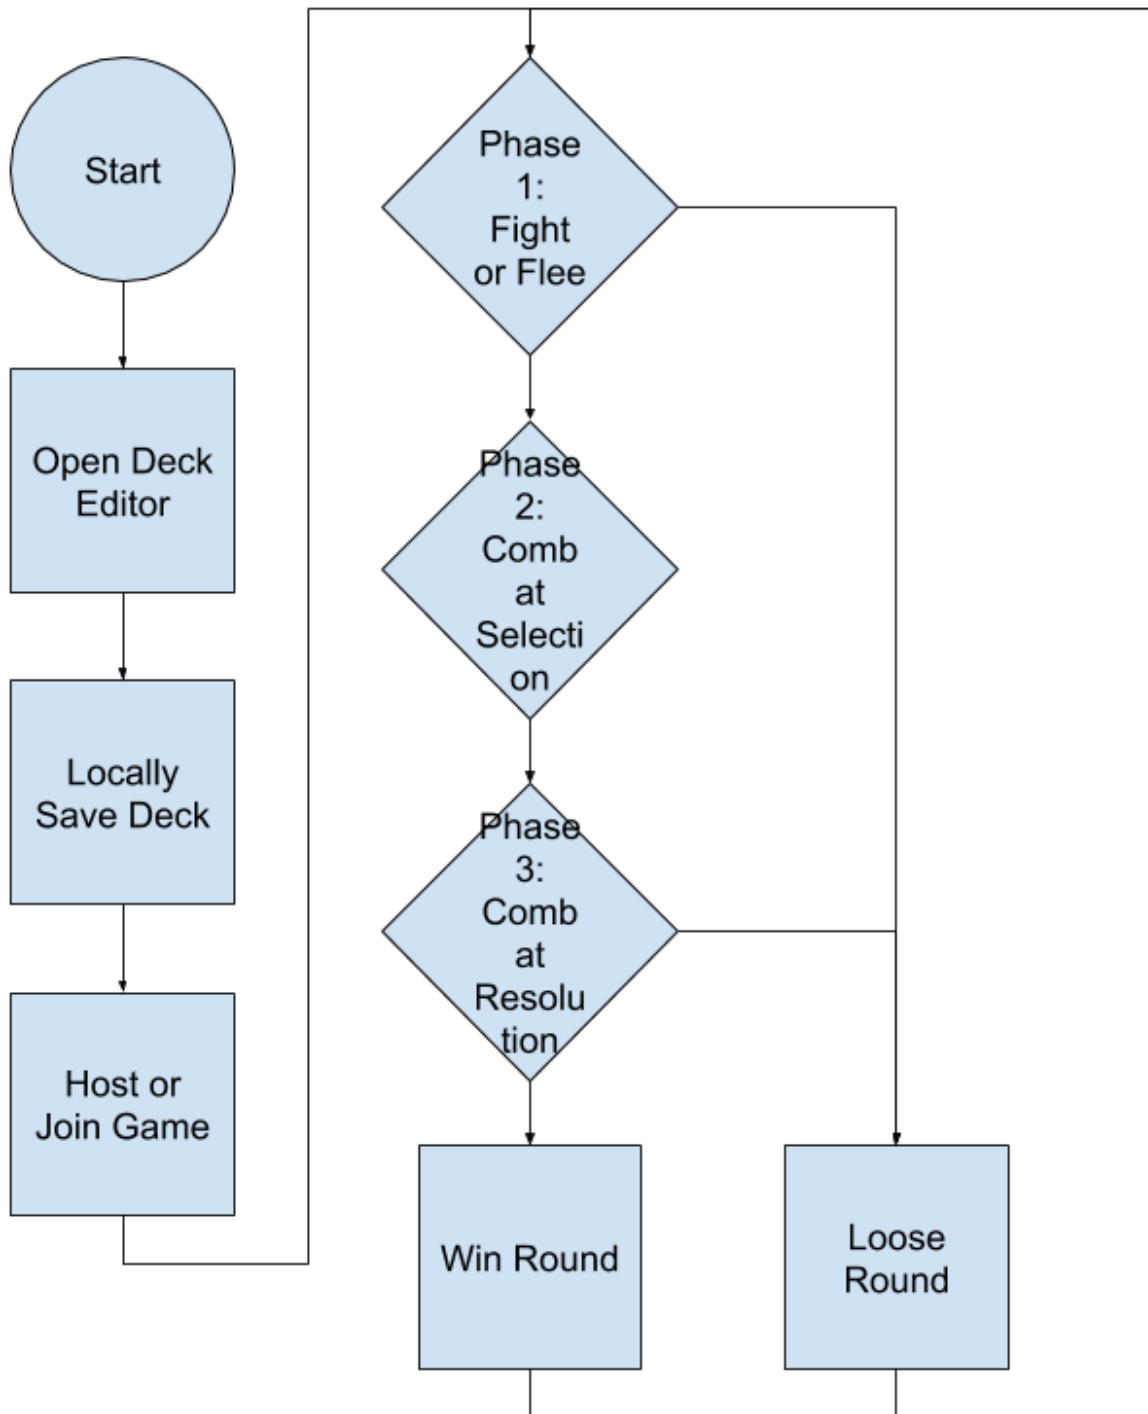 Start
Open Deck
Editor
Locally
Save Deck
Host or
Join Game
Phase
1:
Fight
or Flee
Phase
2:
Comb
at
Selecti
on
Phase
3:
Comb
at
Resolu
tion
Win Round
Loose
Round